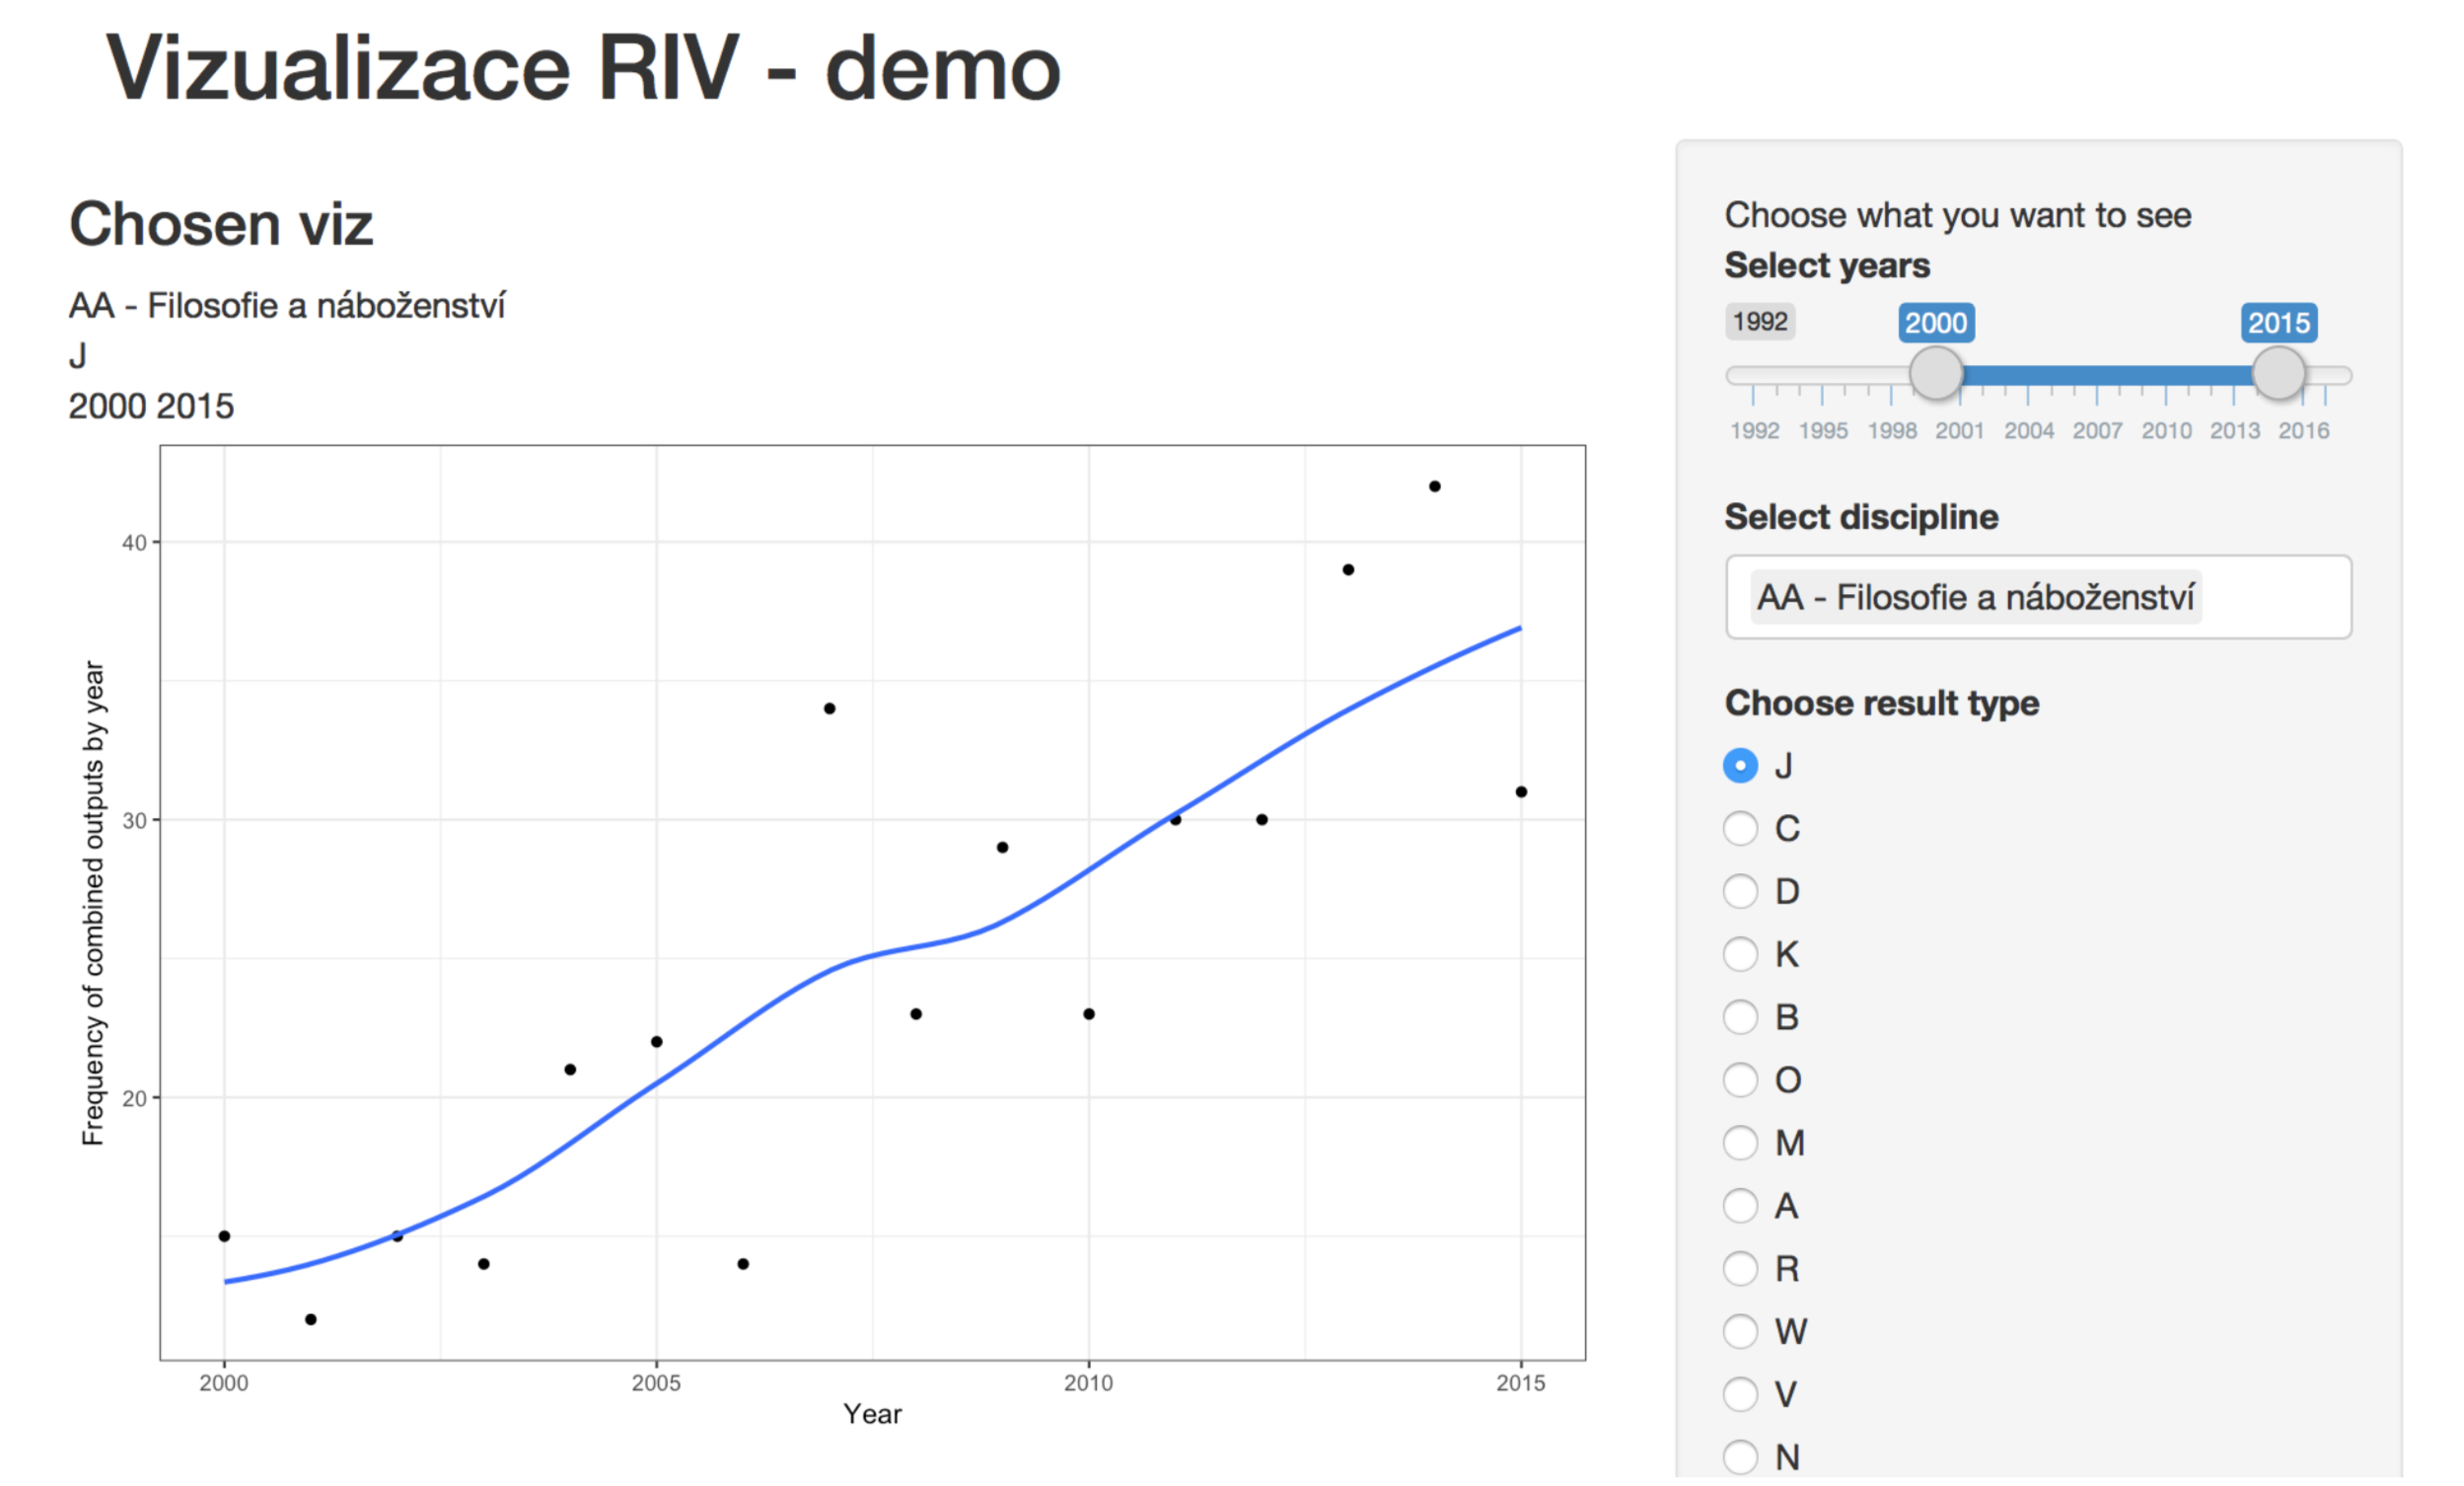 Vizualizace RIV - demo
Chosen viz
AA - Filosofie a náboženství
J
2000 2015
40
30
20
Frequency of combined outputs by year
2000 2005 2010 2015
Year
Choose what you want to see
Select years
1992 2000 2015
1992 1995 1998 2001 2004 2007 2010 2013 2016
Select discipline
AA - Filosofie a náboženství
Choose result type
J
C
D
K
B
O
M
A
R
W
V
N